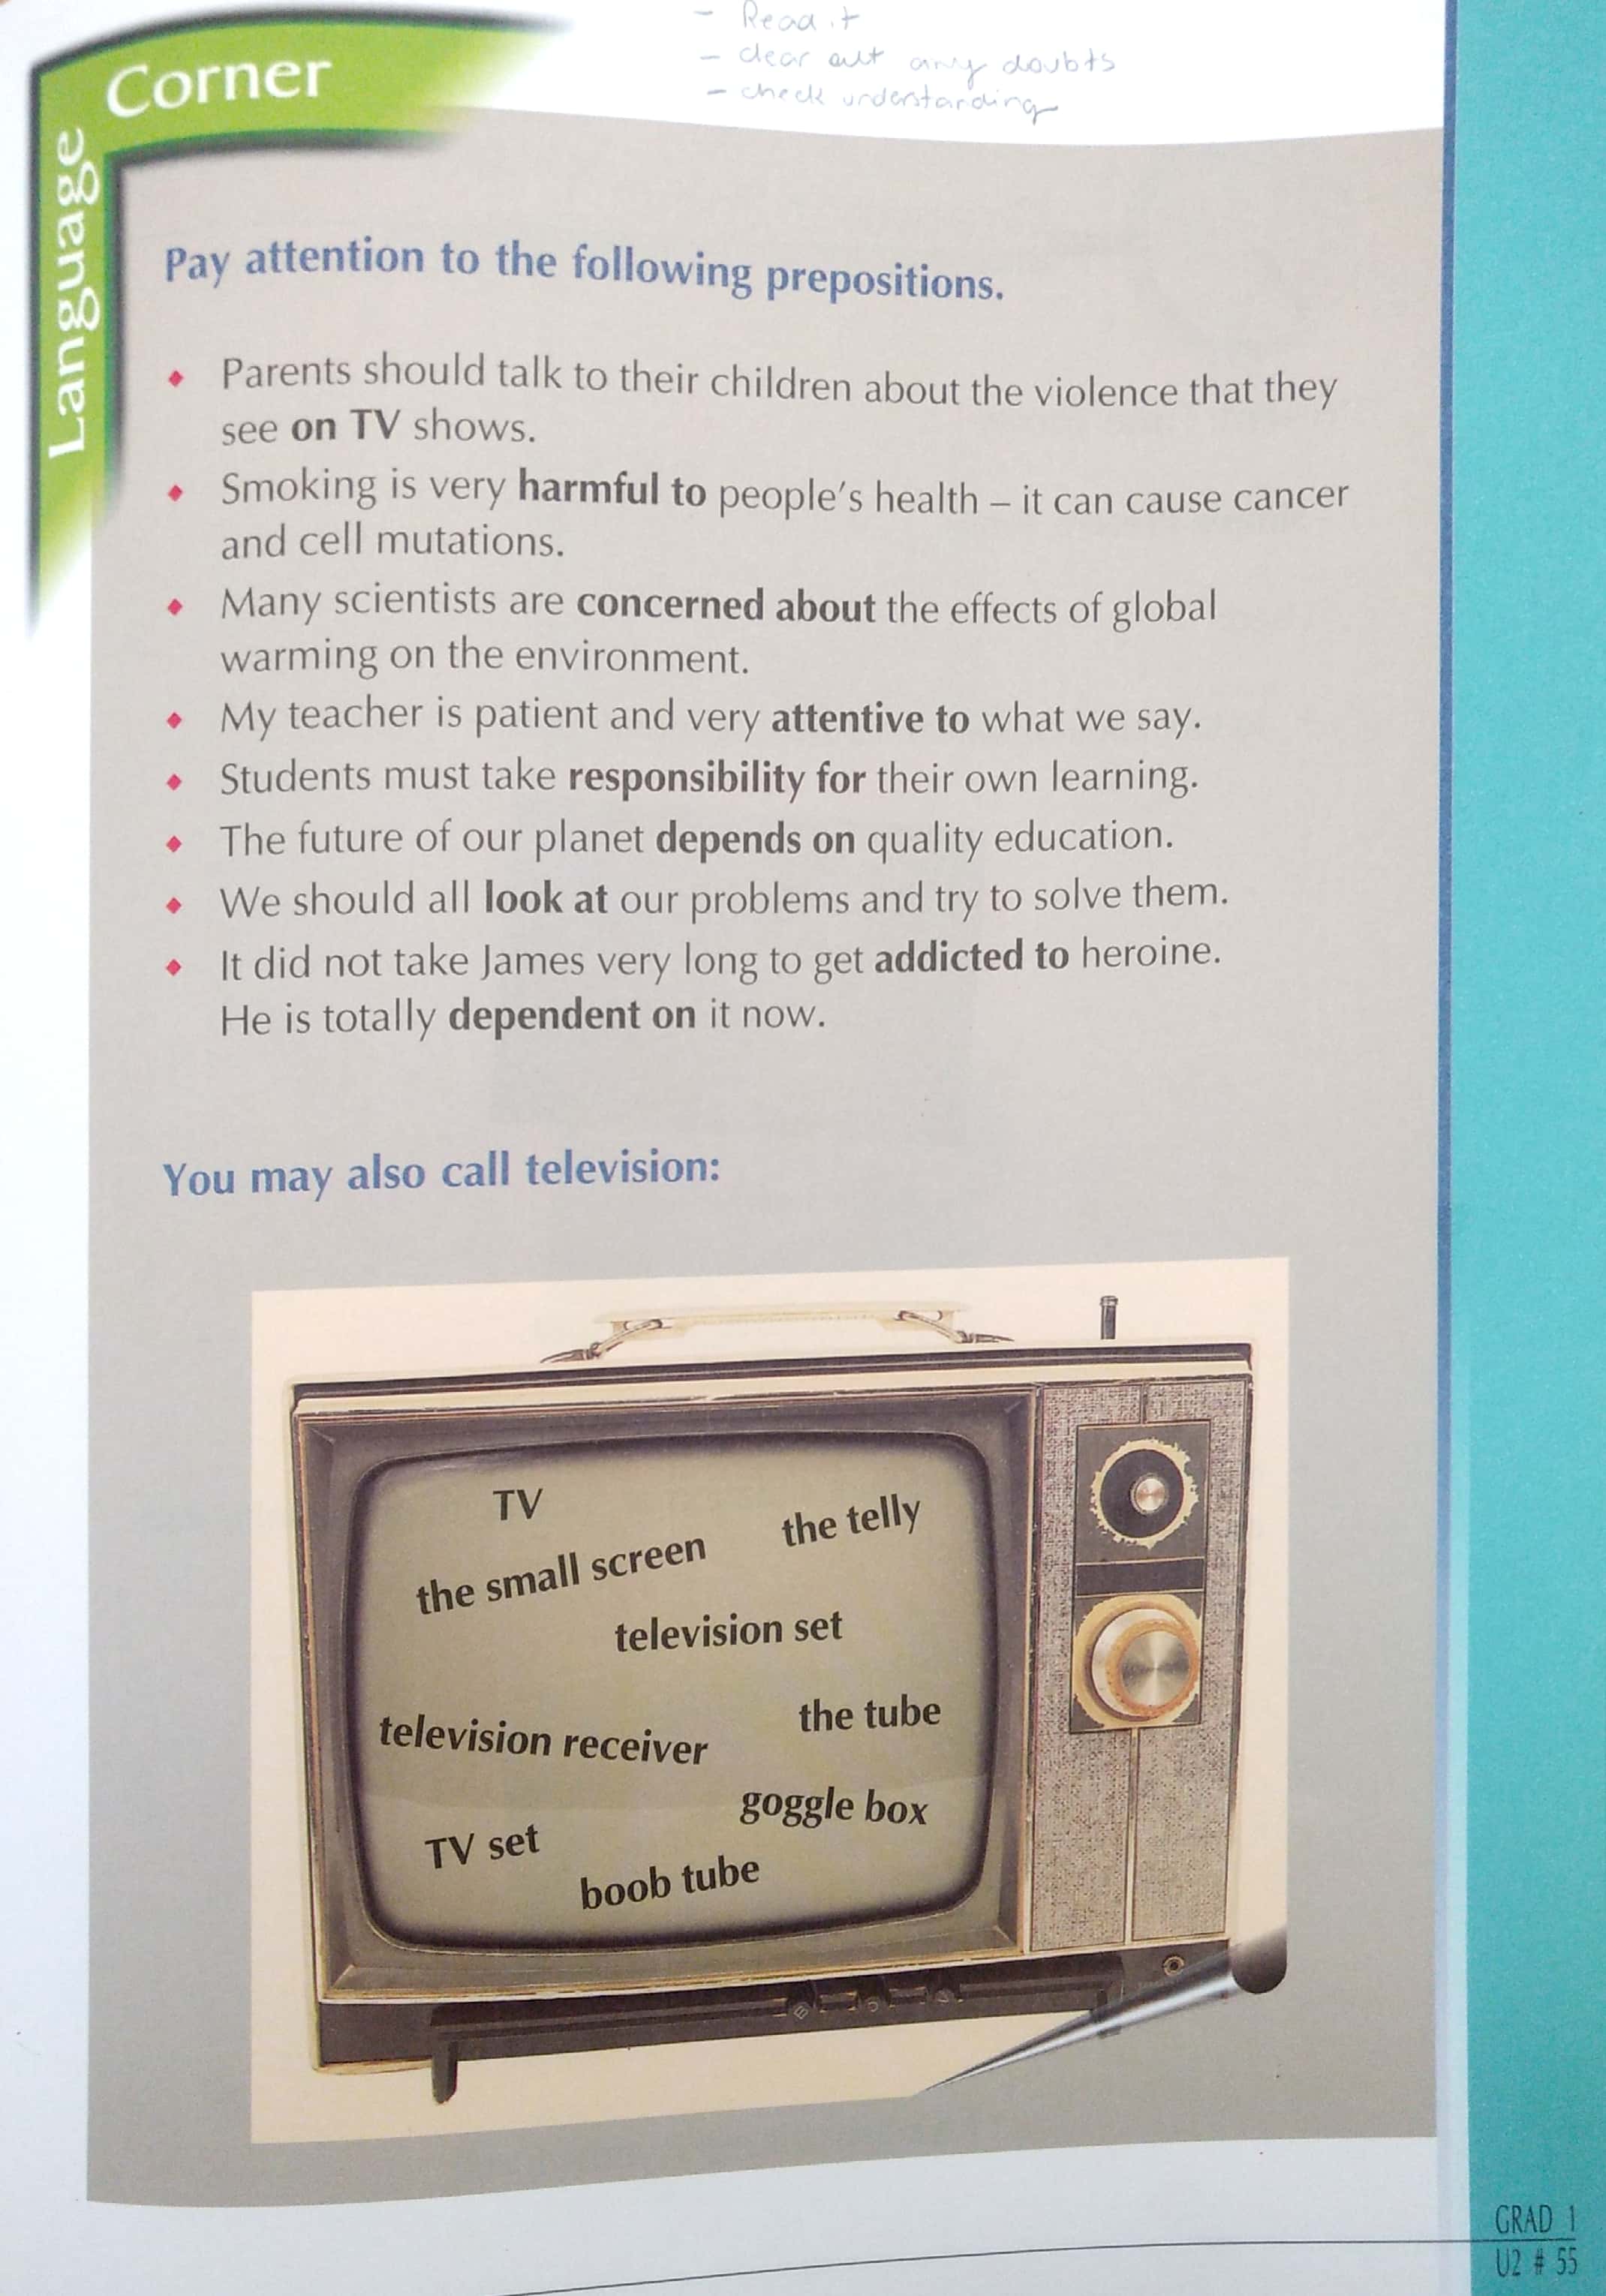 - Read it
- clear out any doubts
- check understanding
Language Corner
Pay attention to the following prepositions.
♦ Parents should talk to their children about the violence that they
see on TV shows.
♦ Smoking is very harmful to people's health – it can cause cancer
and cell mutations.
♦ Many scientists are concerned about the effects of global
warming on the environment.
♦ My teacher is patient and very attentive to what we say.
♦ Students must take responsibility for their own learning.
♦ The future of our planet depends on quality education.
♦ We should all look at our problems and try to solve them.
♦ It did not take James very long to get addicted to heroine.
He is totally dependent on it now.
You may also call television:
TV
the telly
the small screen
television set
the tube
television receiver
goggle box
TV set
boob tube
GRAD 1
U2 # 55